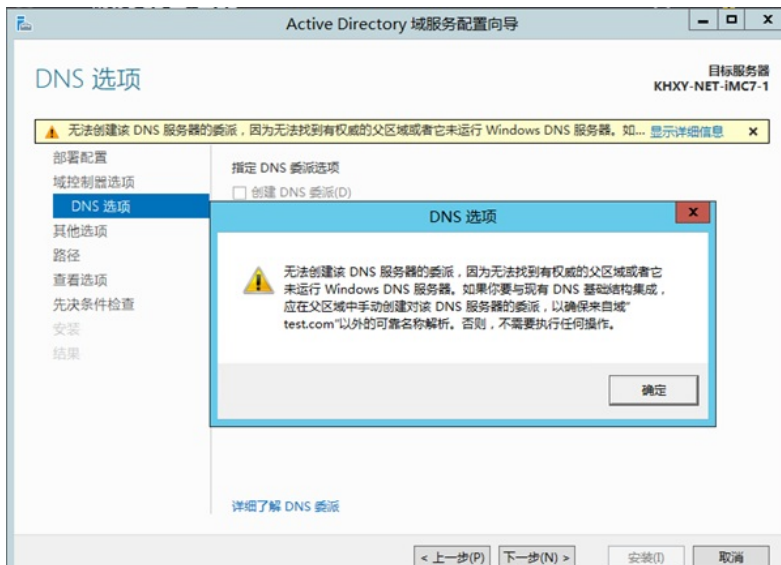 Active Directory 域服务配置向导
DNS 选项
目标服务器
KHXY-NET-iMC7-1
无法创建该 DNS 服务器的委派，因为无法找到有权威的父区域或者它未运行 Windows DNS 服务器。如... 显示详细信息
部署配置
域控制器选项
DNS 选项
其他选项
路径
查看选项
先决条件检查
安装
结果
指定 DNS 委派选项
创建 DNS 委派(D)
DNS 选项
无法创建该 DNS 服务器的委派，因为无法找到有权威的父区域或者它
未运行 Windows DNS 服务器。如果你要与现有 DNS 基础结构集成，
应在父区域中手动创建对该 DNS 服务器的委派，以确保来自域"
test.com"以外的可靠名称解析。否则，不需要执行任何操作。
确定
详细了解 DNS 委派
< 上一步(P) 下一步(N) > 安装(I) 取消